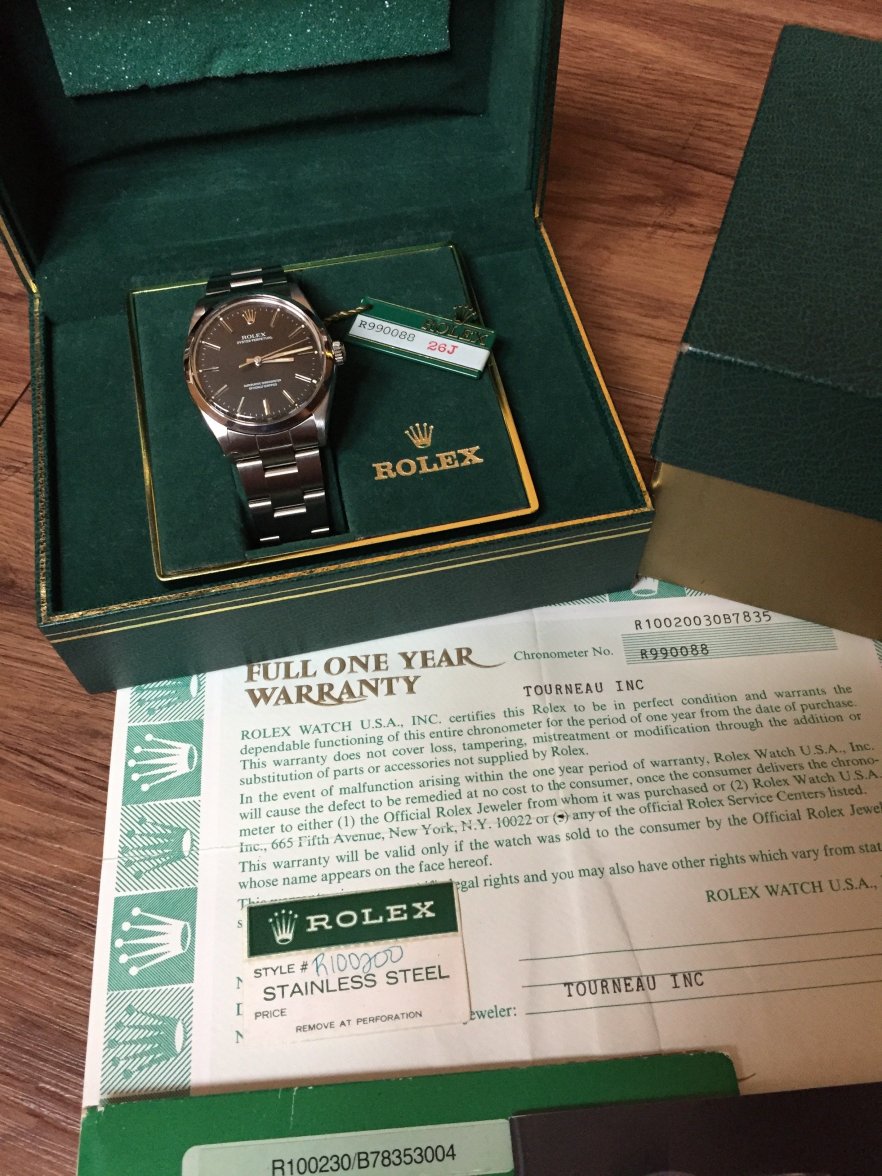 ROLEX
OYSTER PERPETUAL
R990088
ROLEX
26J
ROLEX
R10020030B7835
Chronometer No.
R990088
FULL ONE YEAR
WARRANTY
TOURNEAU INC
ROLEX WATCH U.S.A., INC. certifies this Rolex to be in perfect condition and warrants the
dependable functioning of this entire chronometer for the period of one year from the date of purchase.
This warranty does not cover loss, tampering, mistreatment or modification through the addition or
substitution of parts or accessories not supplied by Rolex.
In the event of malfunction arising within the one year period of warranty, Rolex Watch U.S.A., Inc.
will cause the defect to be remedied at no cost to the consumer, once the consumer delivers the chrono-
meter to either (1) the Official Rolex Jeweler from whom it was purchased or (2) Rolex Watch U.S.A.
Inc., 665 Fifth Avenue, New York, N.Y. 10022 or any of the official Rolex Service Centers listed.
This warranty will be valid only if the watch was sold to the consumer by the Official Rolex Jewel
whose name appears on the face hereof.
egal rights and you may also have other rights which vary from stat
ROLEX WATCH U.S.A.,
ROLEX
STYLE # R100200
STAINLESS STEEL
PRICE
REMOVE AT PERFORATION
eweler: TOURNEAU INC
R100230/B78353004